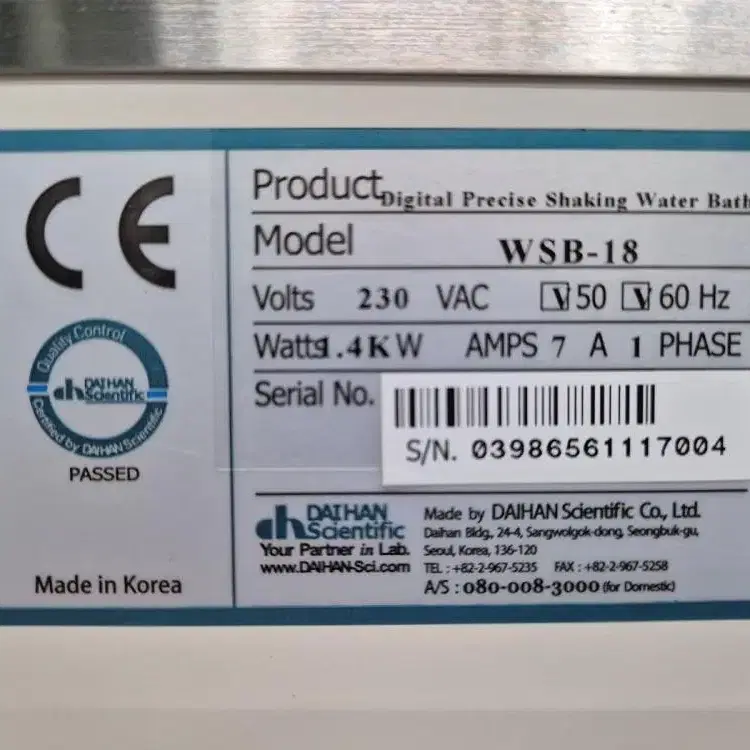 CE
Product Digital Precise Shaking Water Bath
Model WSB-18
Volts 230 VAC V 50 V 60 Hz
Watts 1.4KW AMPS 7 A 1 PHASE
Serial No.
S/N. 03986561117004
Quality Control
dh DAIHAN
Scientific
Certified by DAIHAN Scientific
PASSED
Made in Korea
dh DAIHAN
Scientific
Your Partner in Lab.
www.DAIHAN-Sci.com
Made by DAIHAN Scientific Co., Ltd.
Daihan Bldg., 24-4, Sangwolgok-dong, Seongbuk-gu,
Seoul, Korea, 136-120
TEL : +82-2-967-5235 FAX : +82-2-967-5258
A/S : 080-008-3000 (for Domestic)